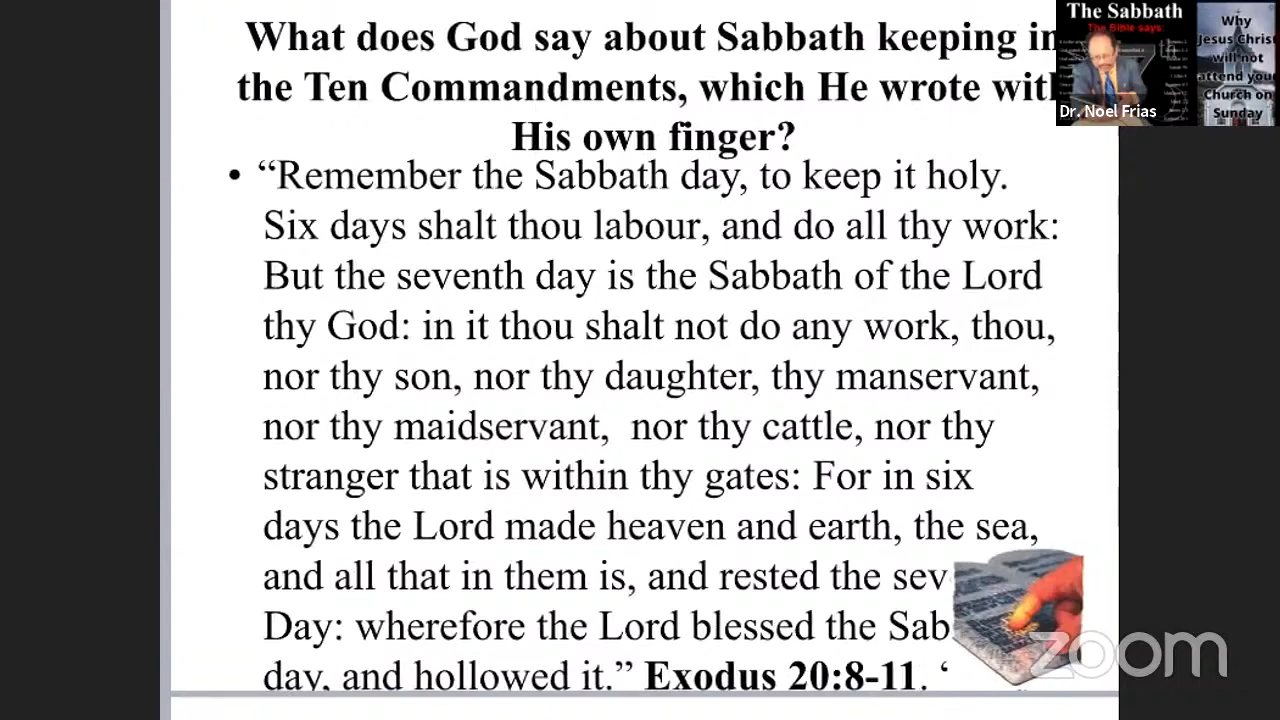 What does God say about Sabbath keeping in
the Ten Commandments, which He wrote with
His own finger?
• “Remember the Sabbath day, to keep it holy.
Six days shalt thou labour, and do all thy work:
But the seventh day is the Sabbath of the Lord
thy God: in it thou shalt not do any work, thou,
nor thy son, nor thy daughter, thy manservant,
nor thy maidservant, nor thy cattle, nor thy
stranger that is within thy gates: For in six
days the Lord made heaven and earth, the sea,
and all that in them is, and rested the sev
Day: wherefore the Lord blessed the Sab
day, and hollowed it.” Exodus 20:8-11. ‘
The Sabbath
The Bible says:
Dr. Noel Frias
Why
Jesus Christ
will not
attend you
Church on
Sunday
zoom